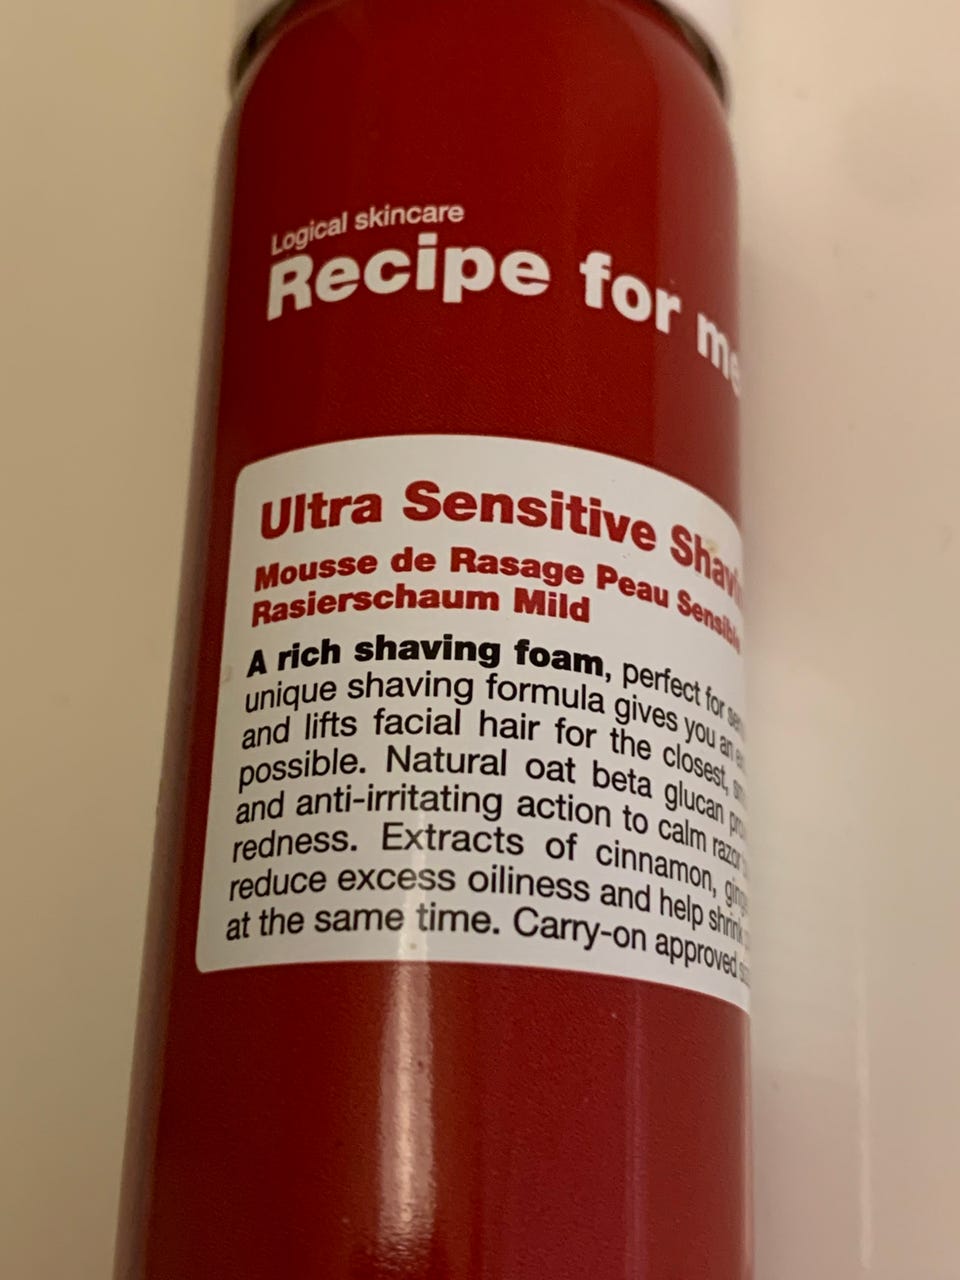 Logical skincare
Recipe for me
Ultra Sensitive
Mousse de Rasage Peau Sensible
Rasierschaum Mild
A rich shaving foam, perfect for
unique shaving formula gives you an
and lifts facial hair for the closest,
possible. Natural oat beta glucan
and anti-irritating action to calm razor
redness. Extracts of cinnamon,
reduce excess oiliness and help shrink
at the same time. Carry-on approved